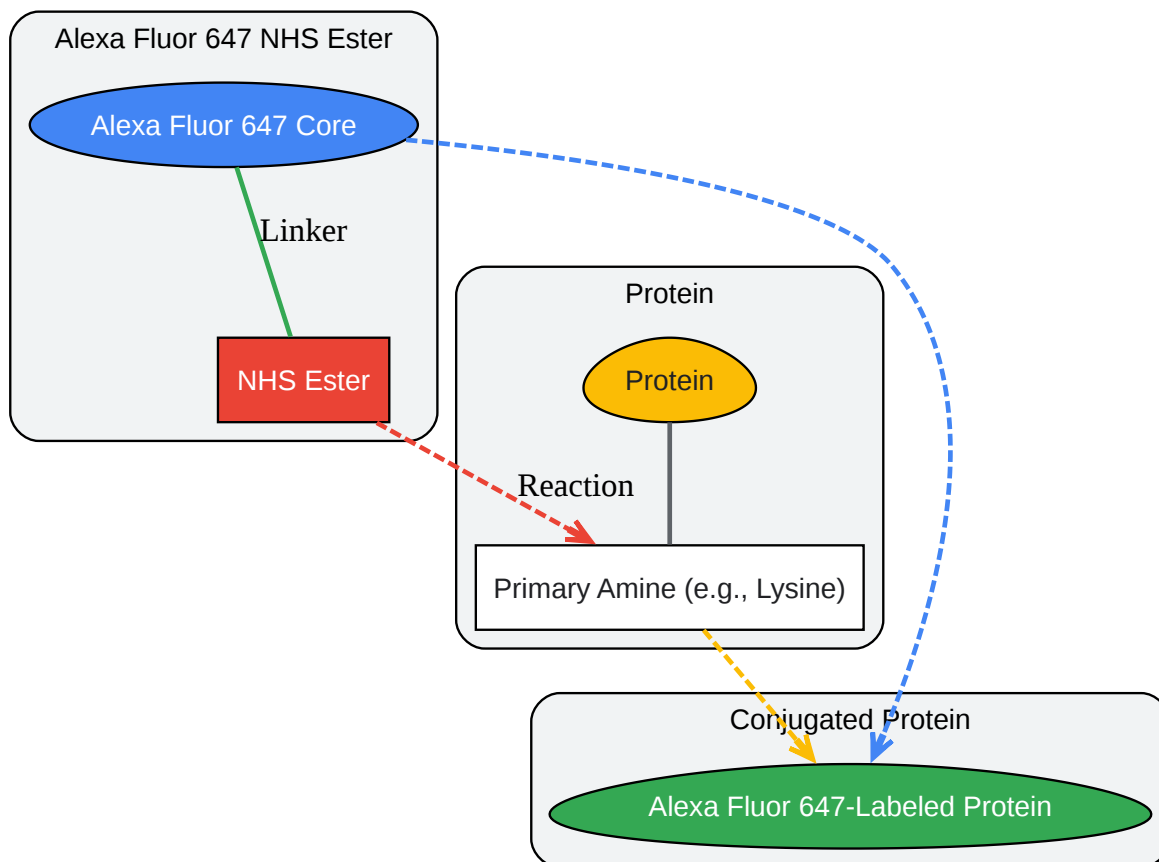 Alexa Fluor 647 NHS Ester
Alexa Fluor 647 Core
Linker
NHS Ester
Protein
Protein
Reaction
Primary Amine (e.g., Lysine)
Conjugated Protein
Alexa Fluor 647-Labeled Protein